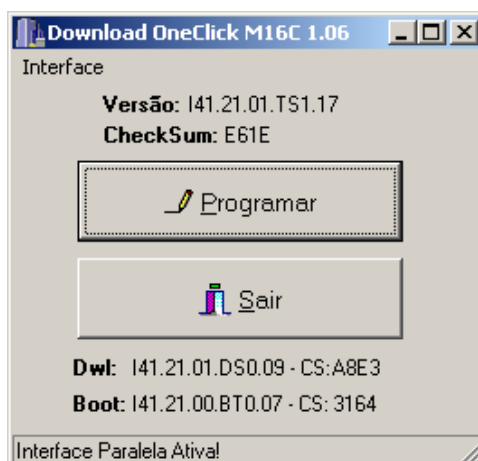 Download OneClick M16C 1.06
Interface
Versão: I41.21.01.TS1.17
CheckSum: E61E
Programar
Sair
Dwl: I41.21.01.DS0.09 - CS:A8E3
Boot: I41.21.00.BT0.07 - CS: 3164
Interface Paralela Ativa!